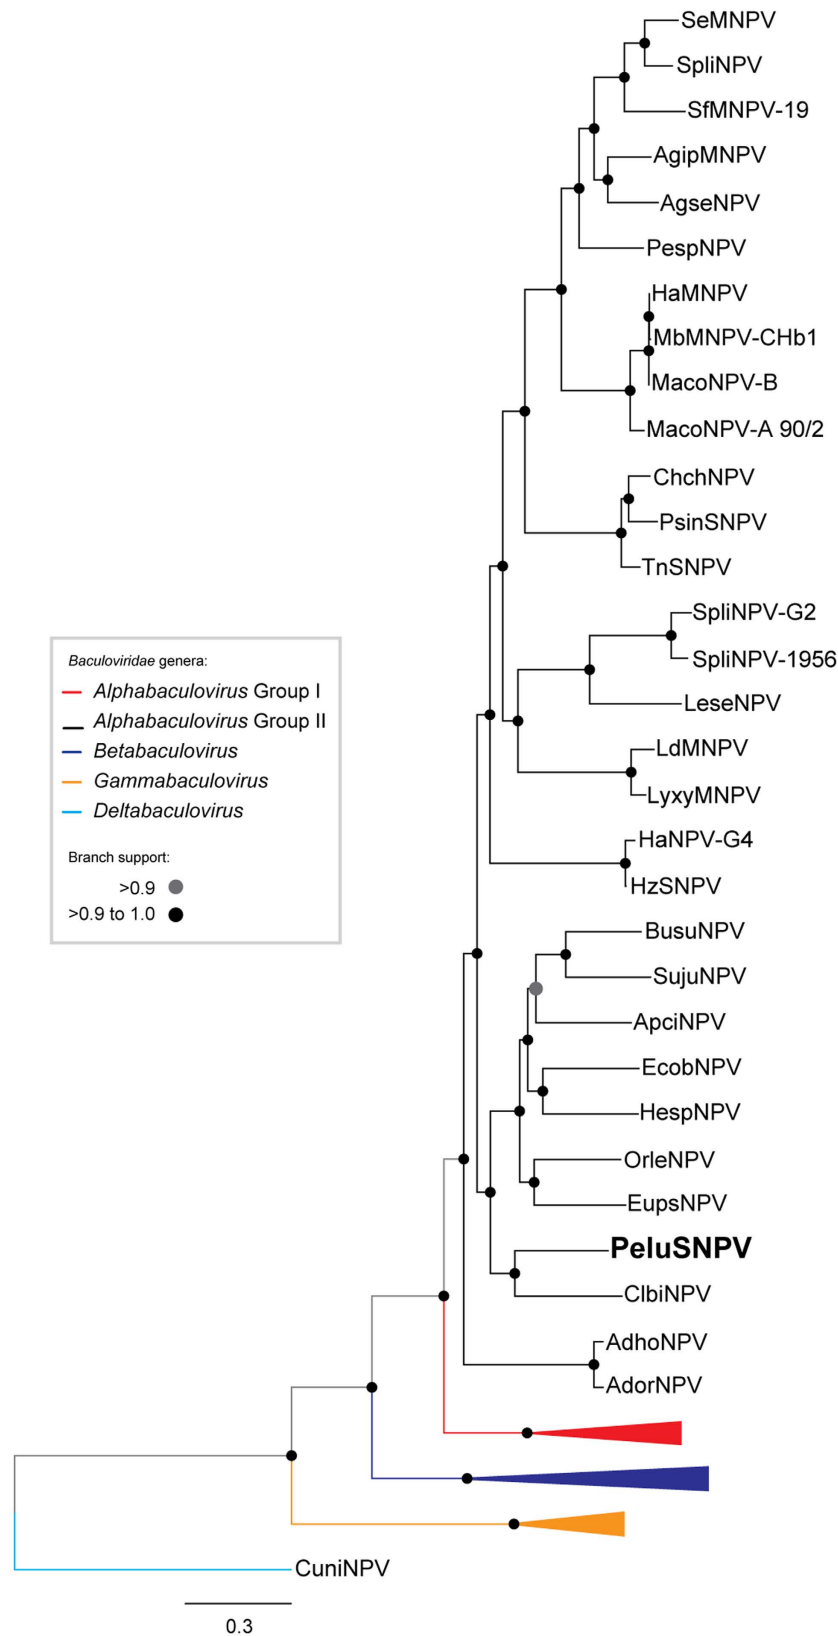 SeMNPV
SpliNPV
SfMNPV-19
AgipMNPV
AgseNPV
PespNPV
HaMNPV
MbMNPV-CHb1
MacoNPV-B
MacoNPV-A 90/2
ChchNPV
PsinSNPV
TnSNPV
SpliNPV-G2
SpliNPV-1956
LeseNPV
LdMNPV
LyxyMNPV
HaNPV-G4
HzSNPV
BusuNPV
SujuNPV
ApciNPV
EcobNPV
HespNPV
OrleNPV
EupsNPV
PeluSNPV
ClbiNPV
AdhoNPV
AdorNPV
CuniNPV
0.3
Baculoviridae genera:
Alphabaculovirus Group I
Alphabaculovirus Group II
Betabaculovirus
Gammabaculovirus
Deltabaculovirus
Branch support:
>0.9
>0.9 to 1.0